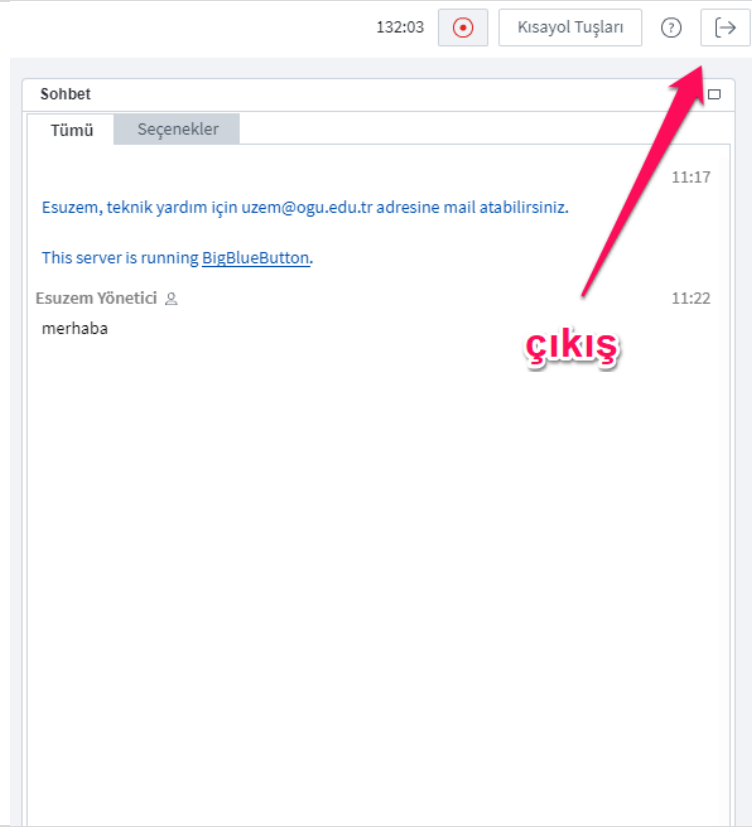 132:03 Kısayol Tuşları ?
Sohbet
Tümü Seçenekler
11:17
Esuzem, teknik yardım için uzem@ogu.edu.tr adresine mail atabilirsiniz.
This server is running BigBlueButton.
Esuzem Yönetici 11:22
merhaba
çıkış